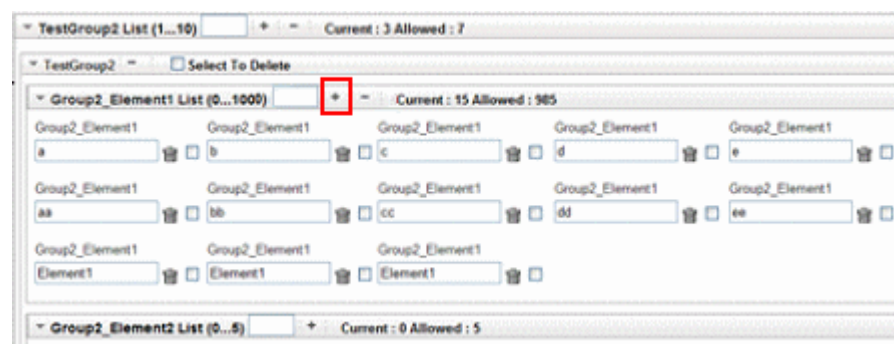 TestGroup2 List (1...10) + - Current : 3 Allowed : 7
TestGroup2 - Select To Delete
Group2_Element1 List (0...1000) + - Current : 15 Allowed : 985
Group2_Element1 Group2_Element1 Group2_Element1 Group2_Element1 Group2_Element1
a b c d e
Group2_Element1 Group2_Element1 Group2_Element1 Group2_Element1 Group2_Element1
aa bb cc dd ee
Group2_Element1 Group2_Element1 Group2_Element1
Element1 Element1 Element1
Group2_Element2 List (0...5) + Current : 0 Allowed : 5